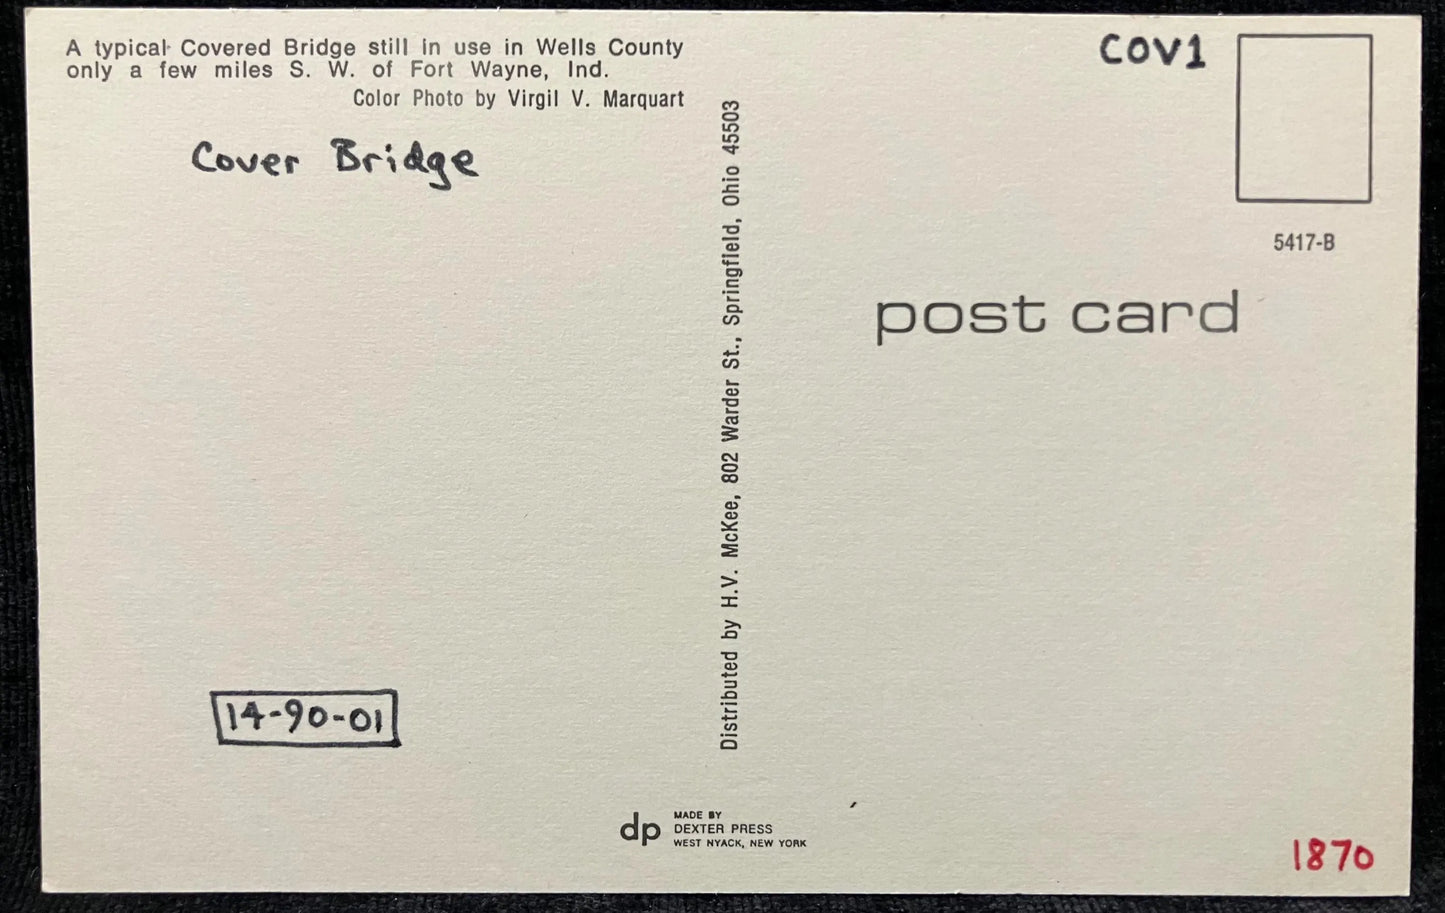 A typical Covered Bridge still in use in Wells County
only a few miles S. W. of Fort Wayne, Ind.
Color Photo by Virgil V. Marquart
Cover Bridge
14-90-01
Distributed by H.V. McKee, 802 Warder St., Springfield, Ohio 45503
dp
MADE BY
DEXTER PRESS
WEST NYACK, NEW YORK
COV1
5417-B
post card
1870